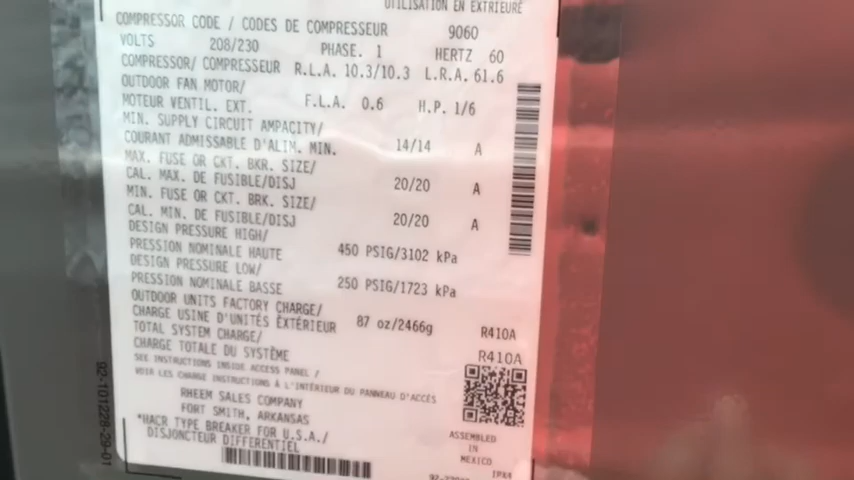 UTILISATION EN EXTRIEURE
COMPRESSOR CODE / CODES DE COMPRESSEUR 9060
VOLTS 208/230 PHASE. 1 HERTZ 60
COMPRESSOR/ COMPRESSEUR R.L.A. 10.3/10.3 L.R.A. 61.6
OUTDOOR FAN MOTOR/
MOTEUR VENTIL. EXT. F.L.A. 0.6 H.P. 1/6
MIN. SUPPLY CIRCUIT AMPACITY/
COURANT ADMISSABLE D'ALIM. MIN. 14/14 A
MAX. FUSE OR CKT. BKR. SIZE/
CAL. MAX. DE FUSIBLE/DISJ 20/20 A
MIN. FUSE OR CKT. BRK. SIZE/
CAL. MIN. DE FUSIBLE/DISJ 20/20 A
DESIGN PRESSURE HIGH/
PRESSION NOMINALE HAUTE 450 PSIG/3102 kPa
DESIGN PRESSURE LOW/
PRESSION NOMINALE BASSE 250 PSIG/1723 kPa
OUTDOOR UNITS FACTORY CHARGE/
CHARGE USINE D'UNITÉS ÈXTÉRIEUR 87 oz/2466g R410A
TOTAL SYSTEM CHARGE/
CHARGE TOTALE DU SYSTÈME R410A
SEE INSTRUCTIONS INSIDE ACCESS PANEL /
VOIR LES CHARGE INSTRUCTIONS À L'INTÉRIEUR DU PANNEAU D'ACCÈS
RHEEM SALES COMPANY
FORT SMITH, ARKANSAS
*HACR TYPE BREAKER FOR U.S.A./
DISJONCTEUR DIFFERENTIEL
ASSEMBLED
IN
MEXICO
IPX4
92-101228-29-01